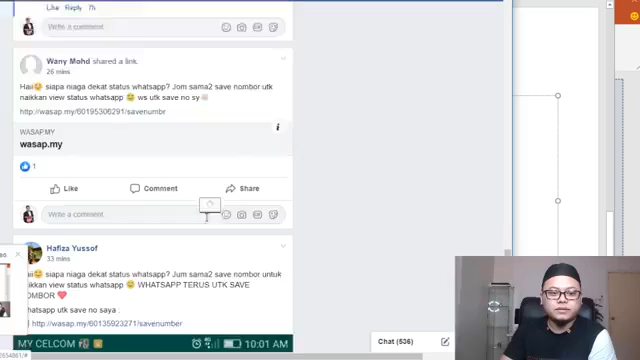 Like Reply 7h
Write a comment
Wany Mohd shared a link.
26 mins
Haii siapa niaga dekat status whatsapp? Jom sama2 save nombor utk
naikkan view status whatsapp ws utk save no sy
http://wasap.my/60195306291/savenumbr
WASAP.MY
wasap.my
1
Like Comment Share
Write a comment
Hafiza Yussof
33 mins
Haii siapa niaga dekat status whatsapp? Jom sama2 save nombor untuk
naikkan view status whatsapp WHATSAPP TERUS UTK SAVE
NOMBOR
whatsapp utk save no saya
http://wasap.my/60135923271/savenumber
MY CELCOM 10:01 AM
Chat (536)
2654861/#